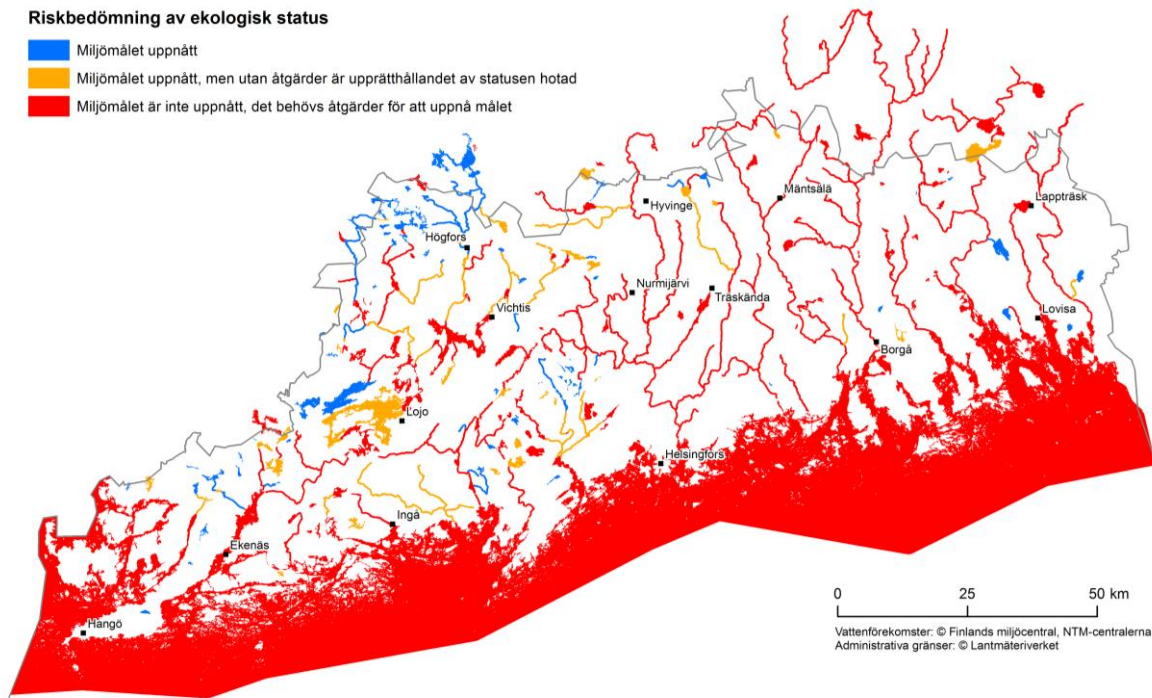 Riskbedömning av ekologisk status
Miljömålet uppnått
Miljömålet uppnått, men utan åtgärder är upprätthållandet av statusen hotad
Miljömålet är inte uppnått, det behövs åtgärder för att uppnå målet
Mäntsälä
Hyvinge
Lappträsk
Högfors
Nurmijärvi
Träskända
Vichtis
Lovisa
Borgå
Lojo
Helsingfors
Ingå
Ekenäs
Hangö
0 25 50 km
Vattenförekomster: © Finlands miljöcentral, NTM-centralerna
Administrativa gränser: © Lantmäteriverket